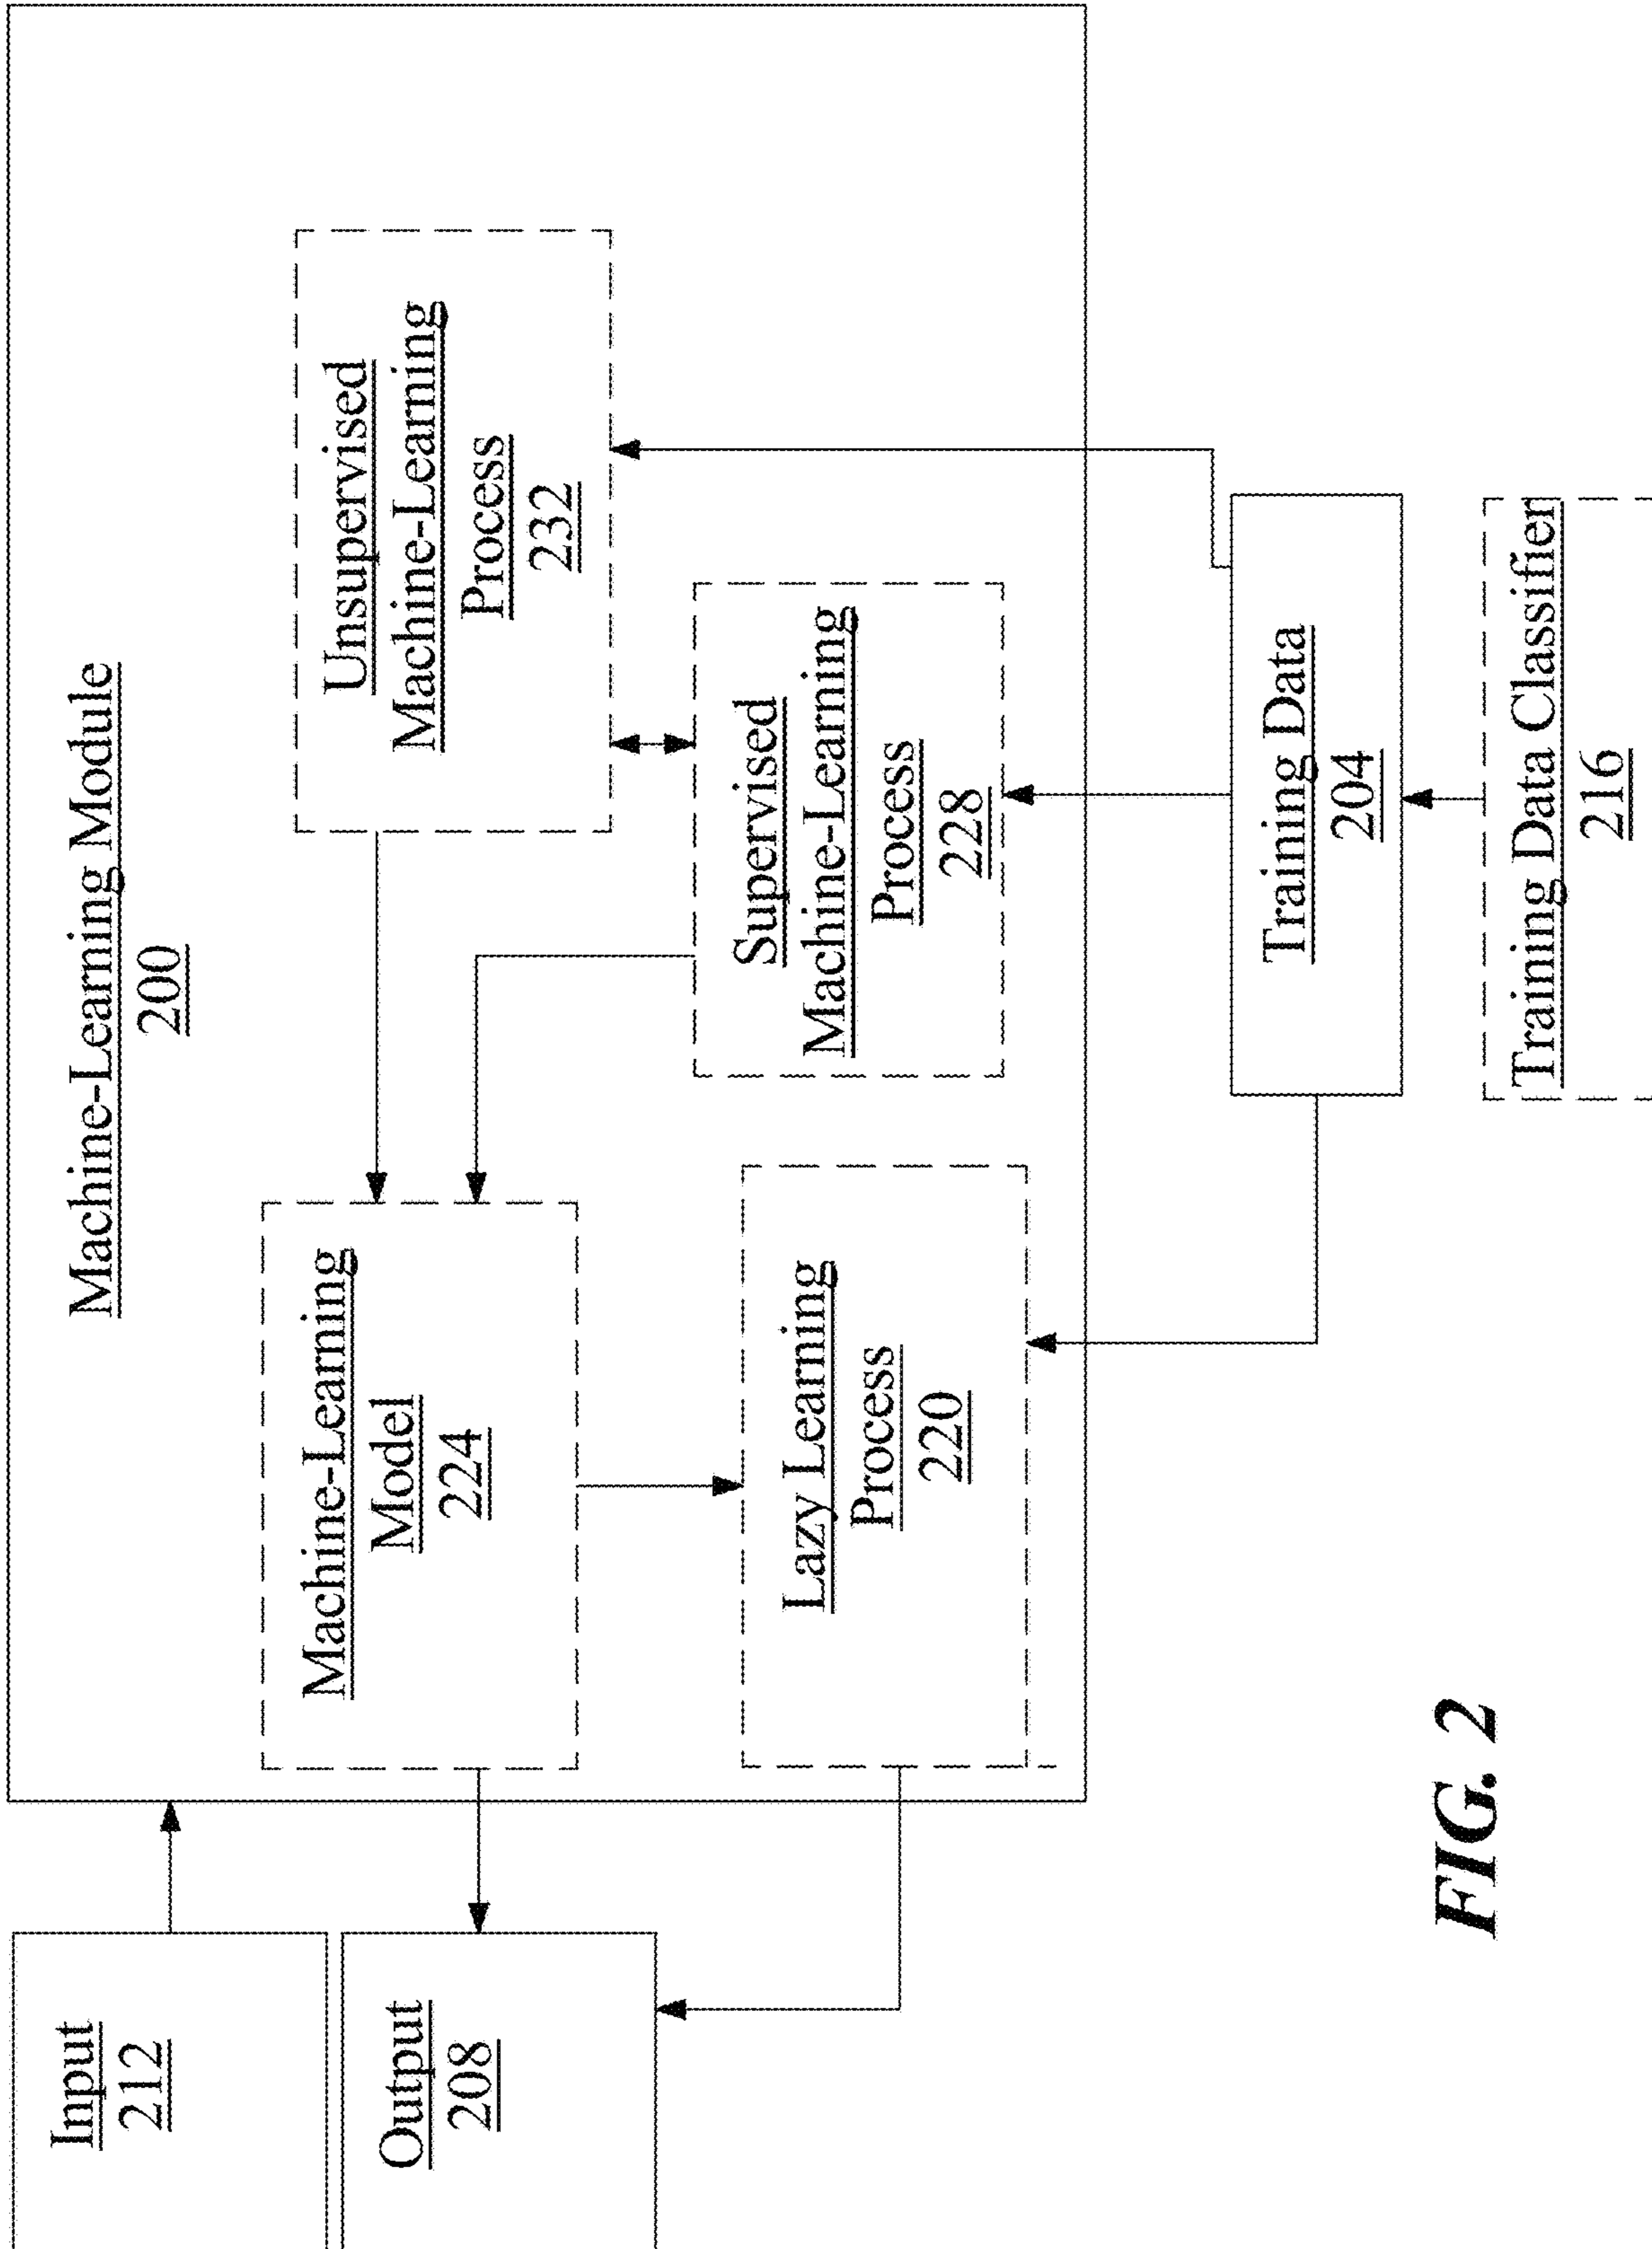 Machine-Learning Module
200
Input
212
Output
208
Machine-Learning
Model
224
Unsupervised
Machine-Learning
Process
232
Lazy Learning
Process
220
Supervised
Machine-Learning
Process
228
Training Data
204
Training Data Classifier
216
FIG. 2